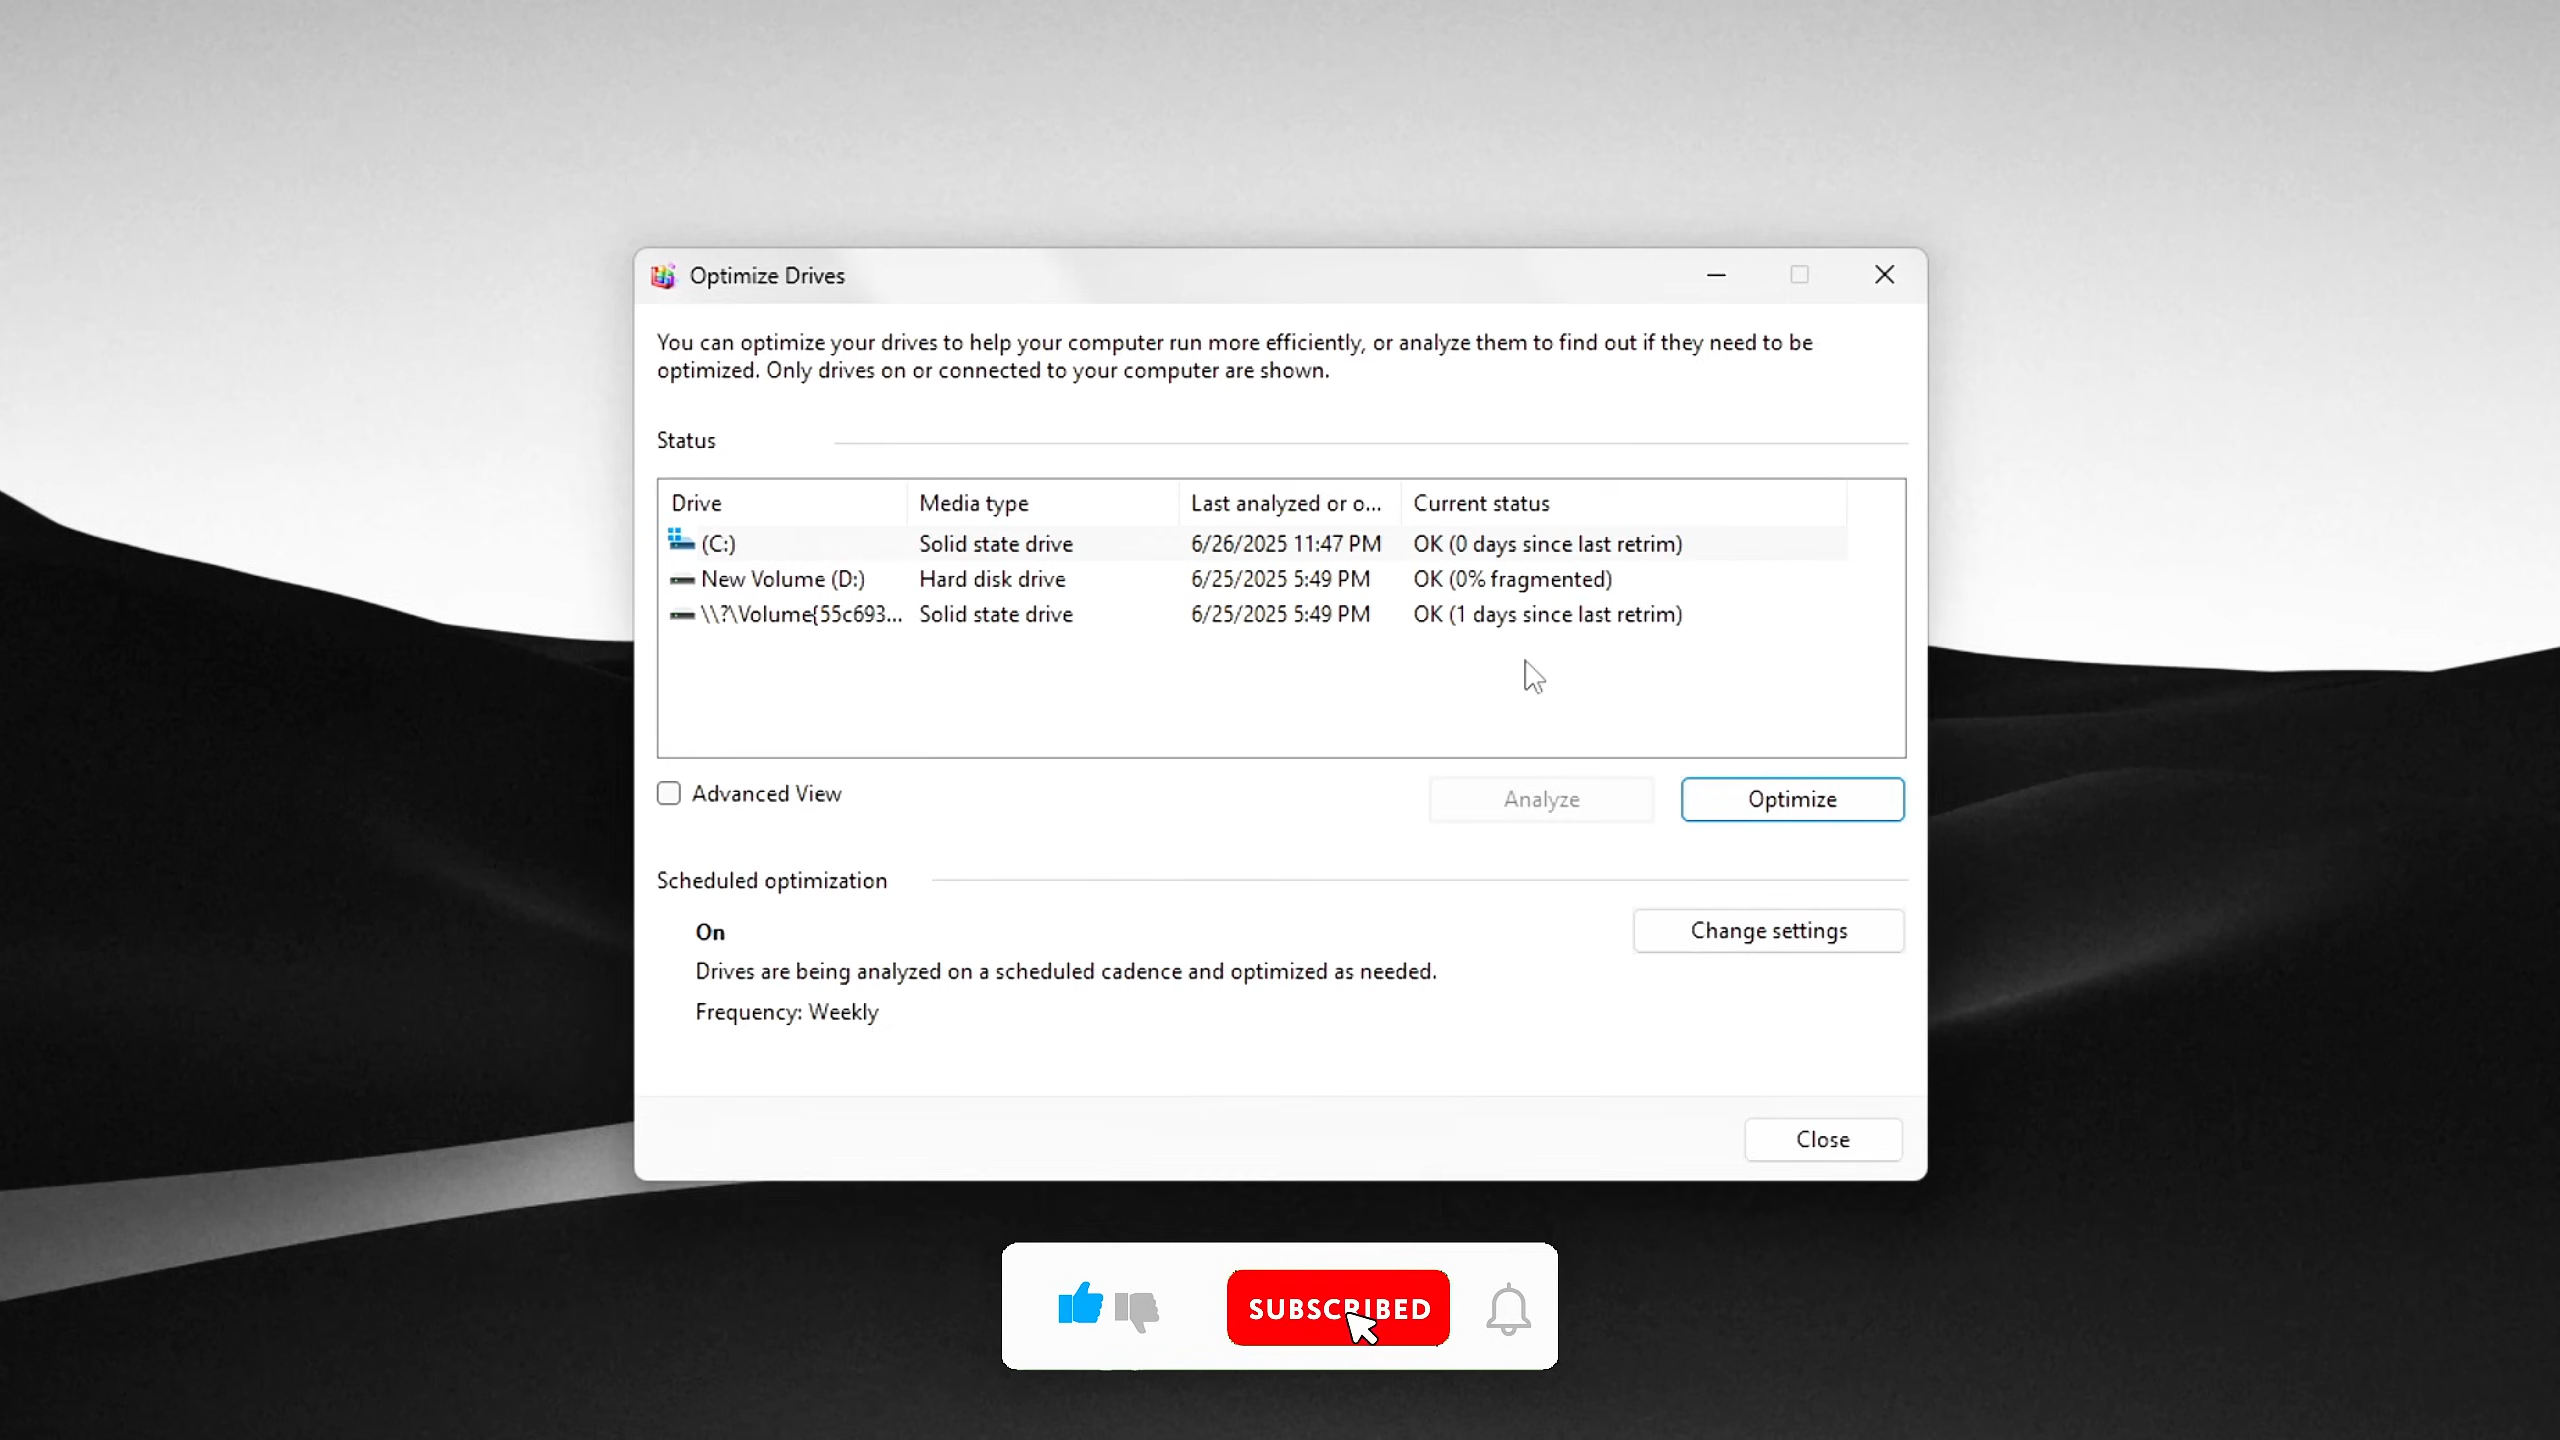 Optimize Drives
You can optimize your drives to help your computer run more efficiently, or analyze them to find out if they need to be
optimized. Only drives on or connected to your computer are shown.
Status
Drive Media type Last analyzed or o... Current status
(C:) Solid state drive 6/26/2025 11:47 PM OK (0 days since last retrim)
New Volume (D:) Hard disk drive 6/25/2025 5:49 PM OK (0% fragmented)
\\?\Volume{55c693... Solid state drive 6/25/2025 5:49 PM OK (1 days since last retrim)
Advanced View Analyze Optimize
Scheduled optimization
On Change settings
Drives are being analyzed on a scheduled cadence and optimized as needed.
Frequency: Weekly
Close
SUBSCRIBED